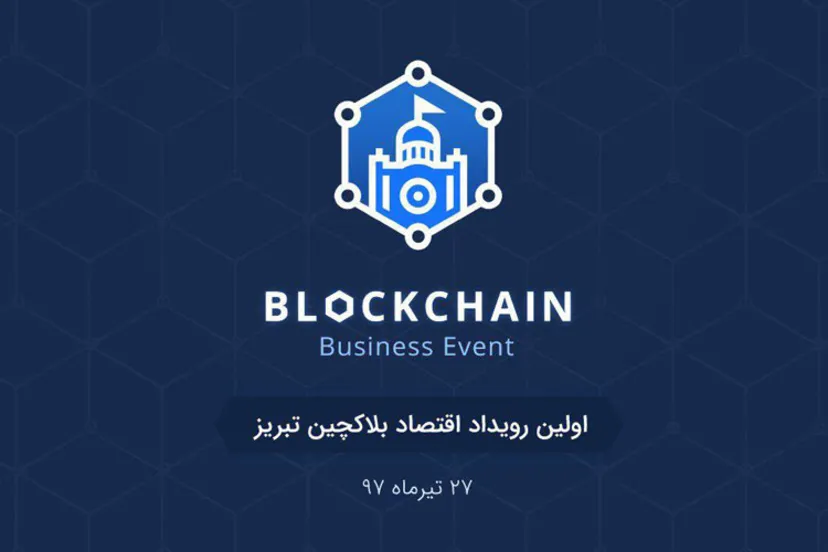 BLOCKCHAIN
Business Event
اولین رویداد اقتصاد بلاکچین تبریز
۲۷ تیرماه ۹۷